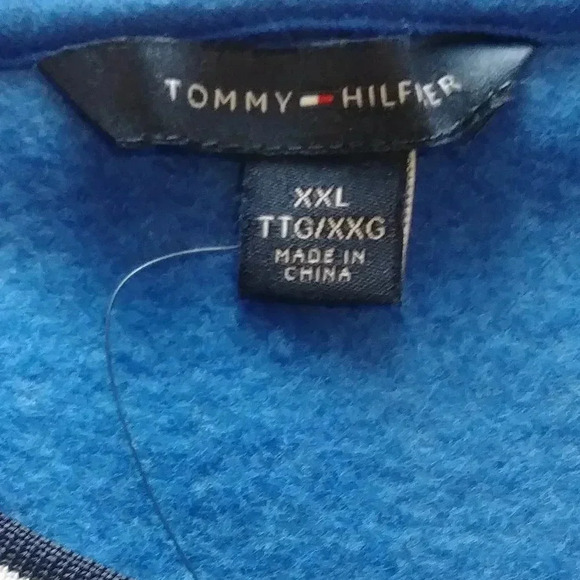 TOMMY HILFIGER
XXL
TTG/XXG
MADE IN
CHINA